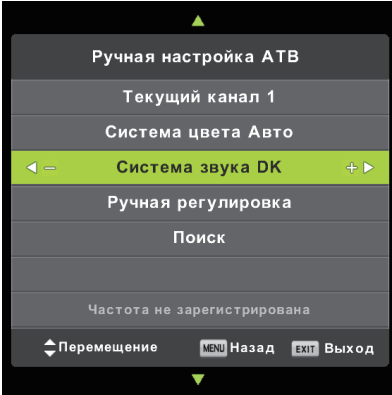 Ручная настройка АТВ
Текущий канал 1
Система цвета Авто
− Система звука DK +
Ручная регулировка
Поиск
Частота не зарегистрирована
Перемещение MENU Назад EXIT Выход